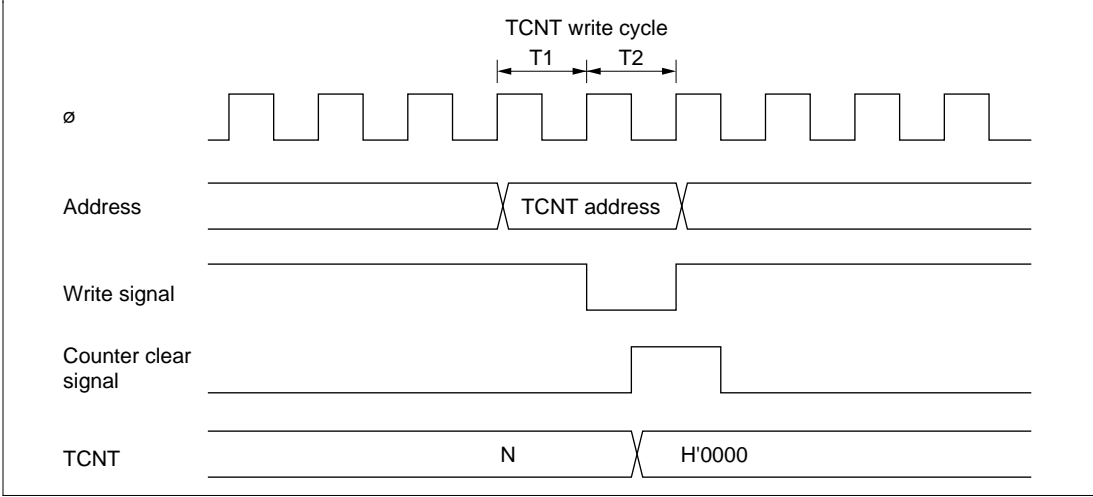 TCNT write cycle
T1 T2
ø
Address TCNT address
Write signal
Counter clear
signal
TCNT N H'0000